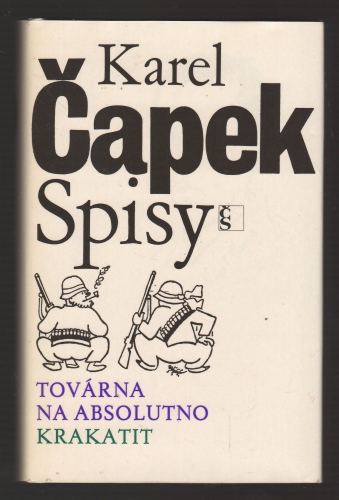 Karel
Čapek
Spisy
čs
TOVÁRNA
NA ABSOLUTNO
KRAKATIT